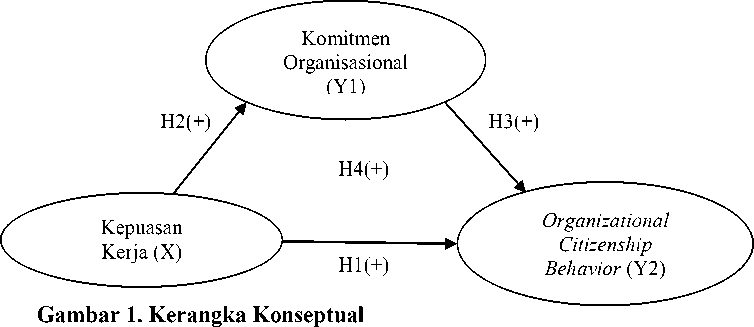 Komitmen
Organisasional
(Y1)
H2(+)
H3(+)
H4(+)
Kepuasan
Kerja (X)
Organizational
Citizenship
Behavior (Y2)
H1(+)
Gambar 1. Kerangka Konseptual